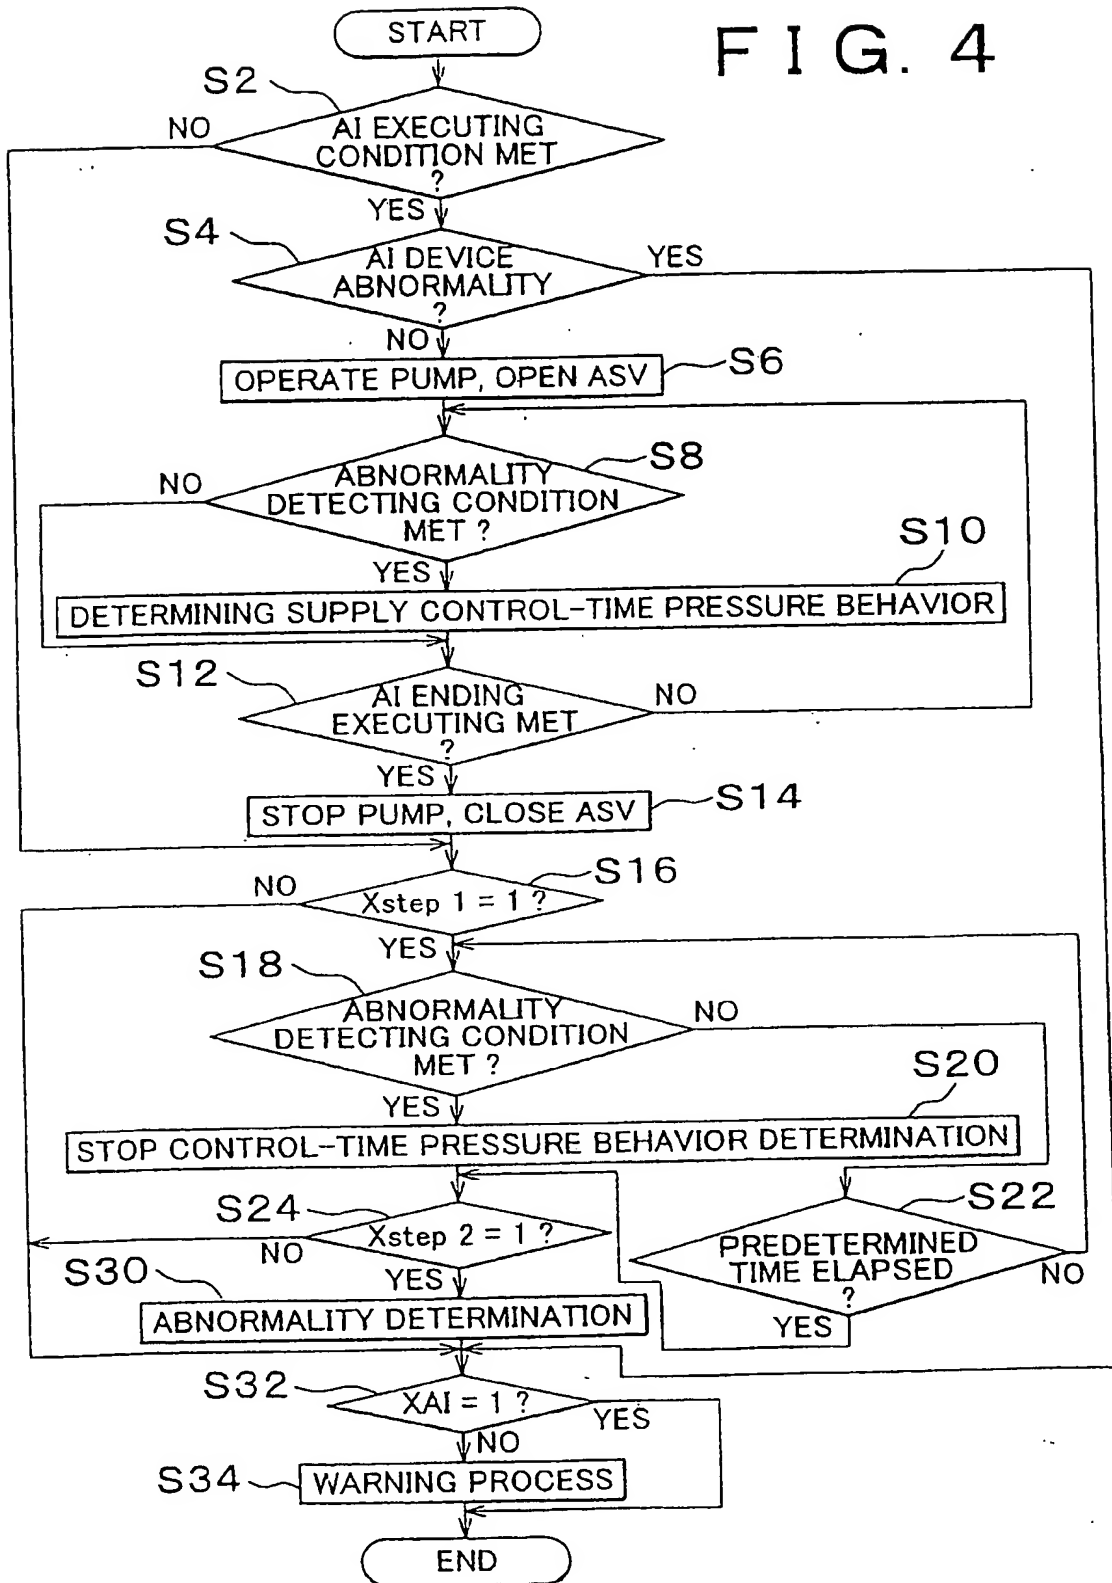 START
FIG. 4
S2
NO
AI EXECUTING
CONDITION MET
?
YES
S4
AI DEVICE
ABNORMALITY
?
YES
NO
OPERATE PUMP, OPEN ASV
S6
S8
NO
ABNORMALITY
DETECTING CONDITION
MET ?
YES
S10
DETERMINING SUPPLY CONTROL-TIME PRESSURE BEHAVIOR
S12
AI ENDING
EXECUTING MET
?
NO
YES
STOP PUMP, CLOSE ASV
S14
S16
NO
Xstep 1 = 1 ?
YES
S18
ABNORMALITY
DETECTING CONDITION
MET ?
NO
YES
S20
STOP CONTROL-TIME PRESSURE BEHAVIOR DETERMINATION
S22
S24
Xstep 2 = 1 ?
NO
YES
PREDETERMINED
TIME ELAPSED
?
NO
YES
S30
ABNORMALITY DETERMINATION
S32
XAI = 1 ?
YES
NO
S34
WARNING PROCESS
END